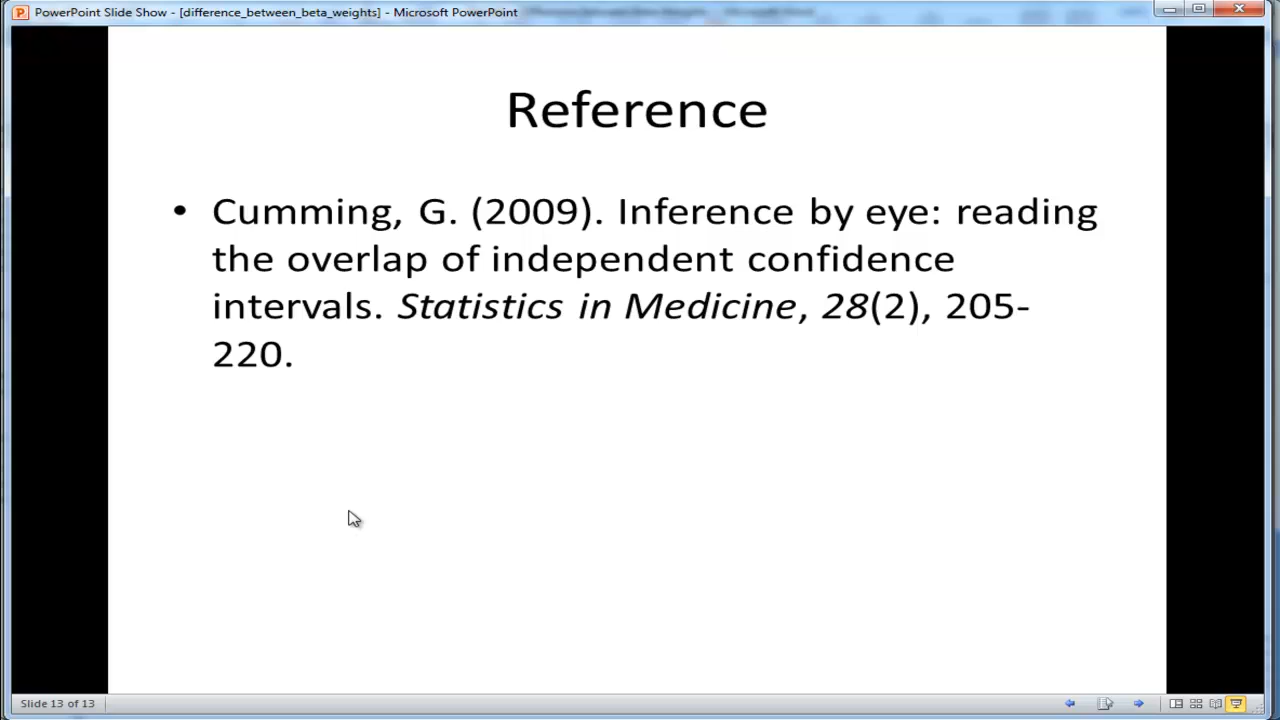 PowerPoint Slide Show - [difference_between_beta_weights] - Microsoft PowerPoint
Reference
• Cumming, G. (2009). Inference by eye: reading
the overlap of independent confidence
intervals. Statistics in Medicine, 28(2), 205-
220.
Slide 13 of 13